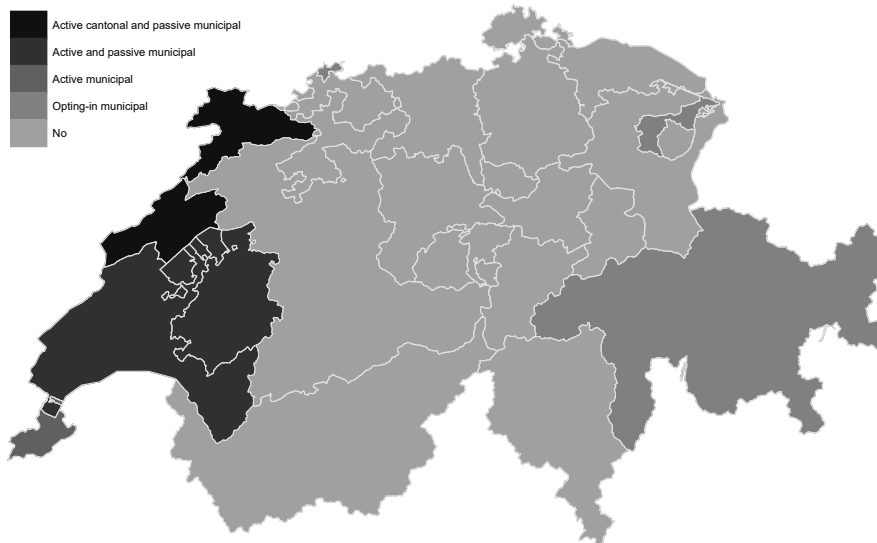 Active cantonal and passive municipal
Active and passive municipal
Active municipal
Opting-in municipal
No